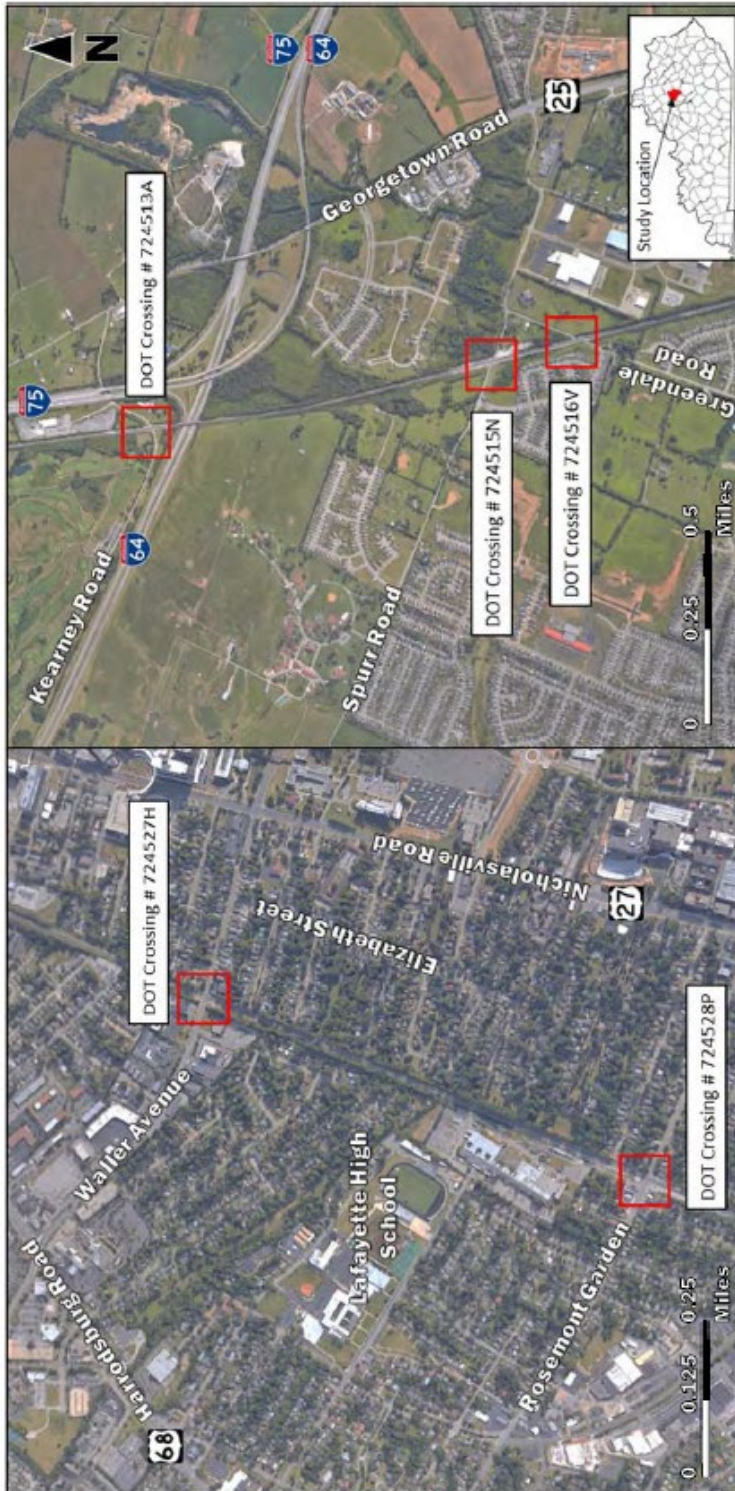 DOT Crossing # 724527H
Waller Avenue
Harrodsburg Road
68
Elizabeth Street
Nicholasville Road
Lafayette High
School
27
Rosemont Garden
DOT Crossing # 724528P
0 0.125 0.25
Miles
N
75
DOT Crossing # 724513A
75
64
Kearney Road
64
Georgetown Road
25
Spurr Road
DOT Crossing # 724515N
DOT Crossing # 724516V
Greendale
Road
0 0.25 0.5
Miles
Study Location